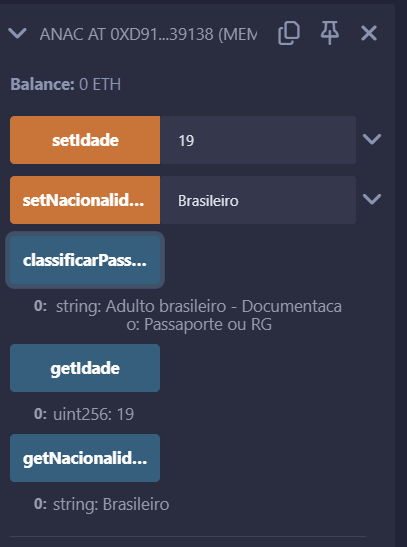 ANAC AT 0XD91...39138 (MEM
Balance: 0 ETH
setIdade 19
setNacionalid... Brasileiro
classificarPass...
0: string: Adulto brasileiro - Documentaca
o: Passaporte ou RG
getIdade
0: uint256: 19
getNacionalid...
0: string: Brasileiro